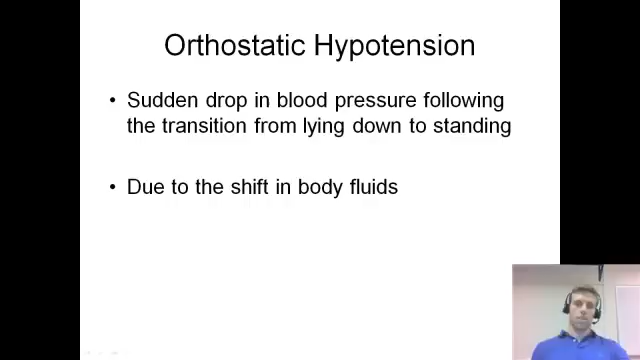 Orthostatic Hypotension
• Sudden drop in blood pressure following
the transition from lying down to standing
• Due to the shift in body fluids